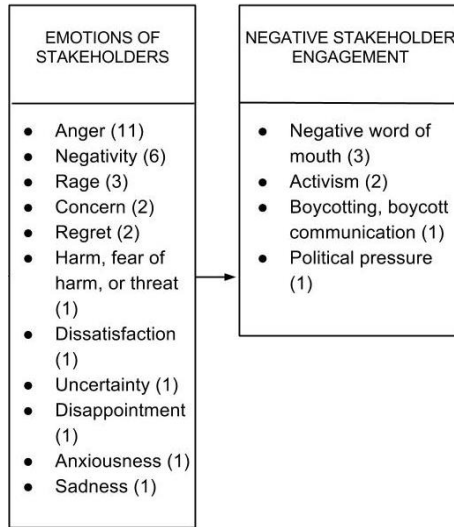 EMOTIONS OF
STAKEHOLDERS
● Anger (11)
● Negativity (6)
● Rage (3)
● Concern (2)
● Regret (2)
● Harm, fear of
harm, or threat
(1)
● Dissatisfaction
(1)
● Uncertainty (1)
● Disappointment
(1)
● Anxiousness (1)
● Sadness (1)
NEGATIVE STAKEHOLDER
ENGAGEMENT
● Negative word of
mouth (3)
● Activism (2)
● Boycotting, boycott
communication (1)
● Political pressure
(1)